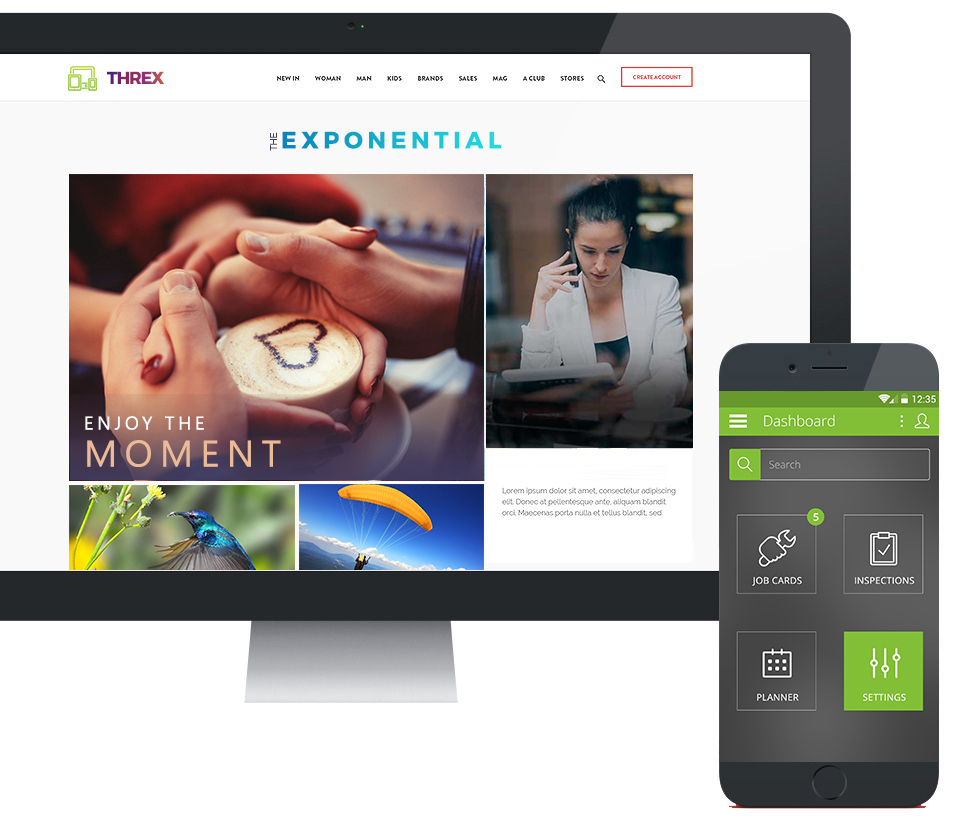 THREX
NEW IN WOMAN MAN KIDS BRANDS SALES MAG A CLUB STORES CREATE ACCOUNT
THE EXPONENTIAL
ENJOY THE
MOMENT
Lorem ipsum dolor sit amet, consectetur adipiscing
elit. Donec at pellentesque ante, aliquam blandit
orci. Maecenas porta nulla et tellus blandit, sed
12:35
Dashboard
Search
5
JOB CARDS INSPECTIONS
PLANNER SETTINGS